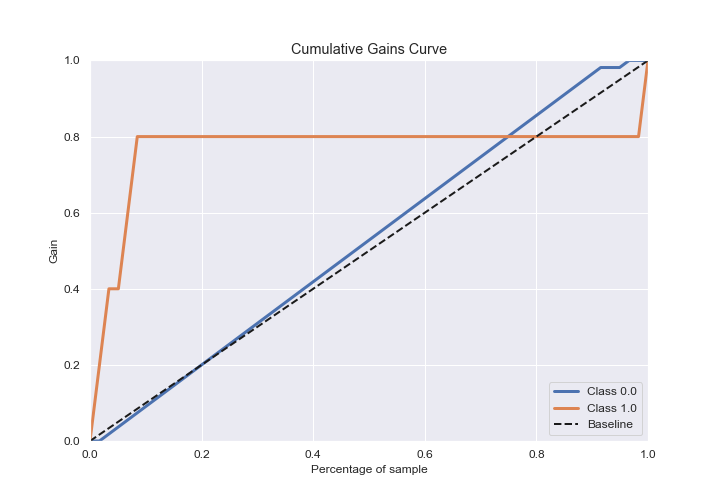 Cumulative Gains Curve
1.0
0.8
0.6
0.4
0.2
0.0
Gain
0.0 0.2 0.4 0.6 0.8 1.0
Percentage of sample
Class 0.0
Class 1.0
Baseline